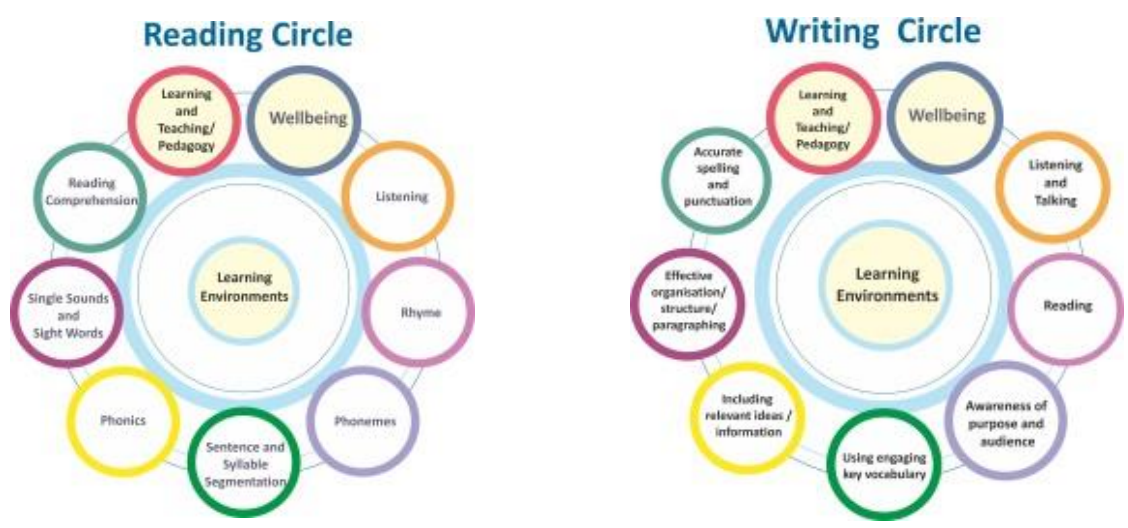 Reading Circle
Learning
and
Teaching/
Pedagogy
Wellbeing
Listening
Rhyme
Phonemes
Sentence and
Syllable
Segmentation
Phonics
Single Sounds
and
Sight Words
Reading
Comprehension
Learning
Environments
Writing Circle
Learning
and
Teaching/
Pedagogy
Wellbeing
Listening
and
Talking
Reading
Awareness of
purpose and
audience
Using engaging
key vocabulary
Including
relevant ideas /
information
Effective
organisation/
structure/
paragraphing
Accurate
spelling
and
punctuation
Learning
Environments